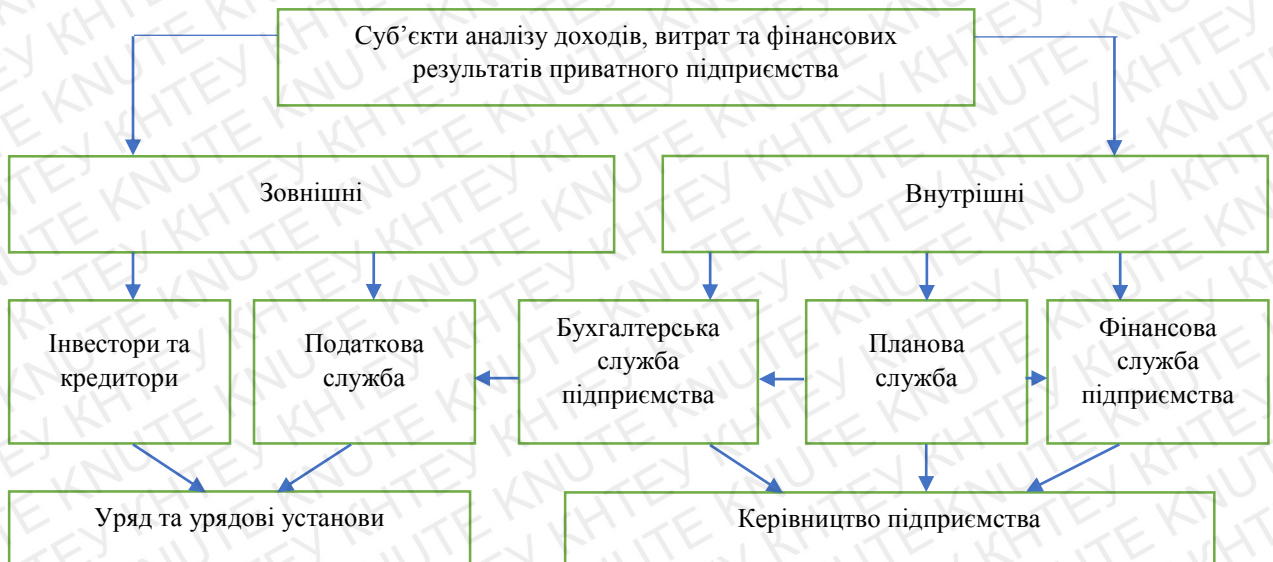 Суб’єкти аналізу доходів, витрат та фінансових
результатів приватного підприємства
Зовнішні
Внутрішні
Інвестори та
кредитори
Податкова
служба
Бухгалтерська
служба
підприємства
Планова
служба
Фінансова
служба
підприємства
Уряд та урядові установи
Керівництво підприємства